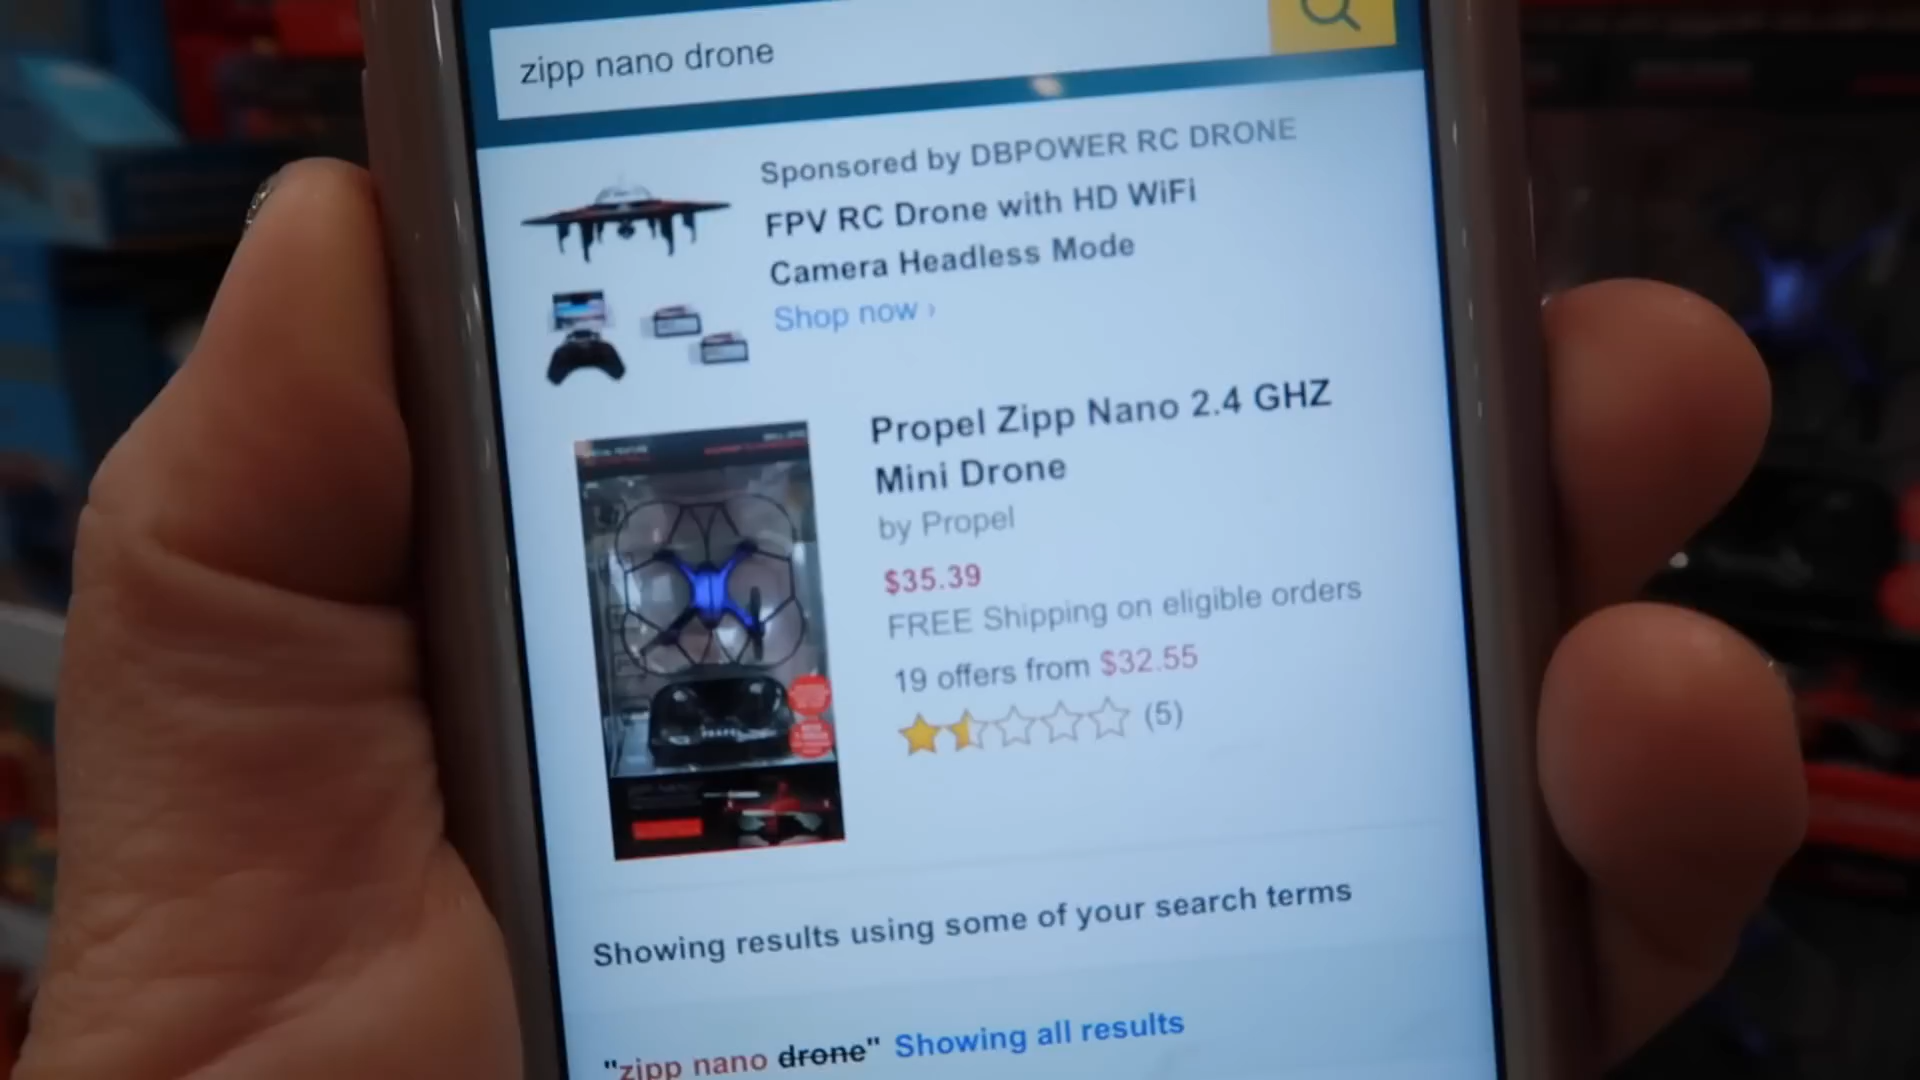 zipp nano drone
Sponsored by DBPOWER RC DRONE
FPV RC Drone with HD WiFi
Camera Headless Mode
Shop now ›
Propel Zipp Nano 2.4 GHZ
Mini Drone
by Propel
$35.39
FREE Shipping on eligible orders
19 offers from $32.55
(5)
Showing results using some of your search terms
"zipp nano drone" Showing all results